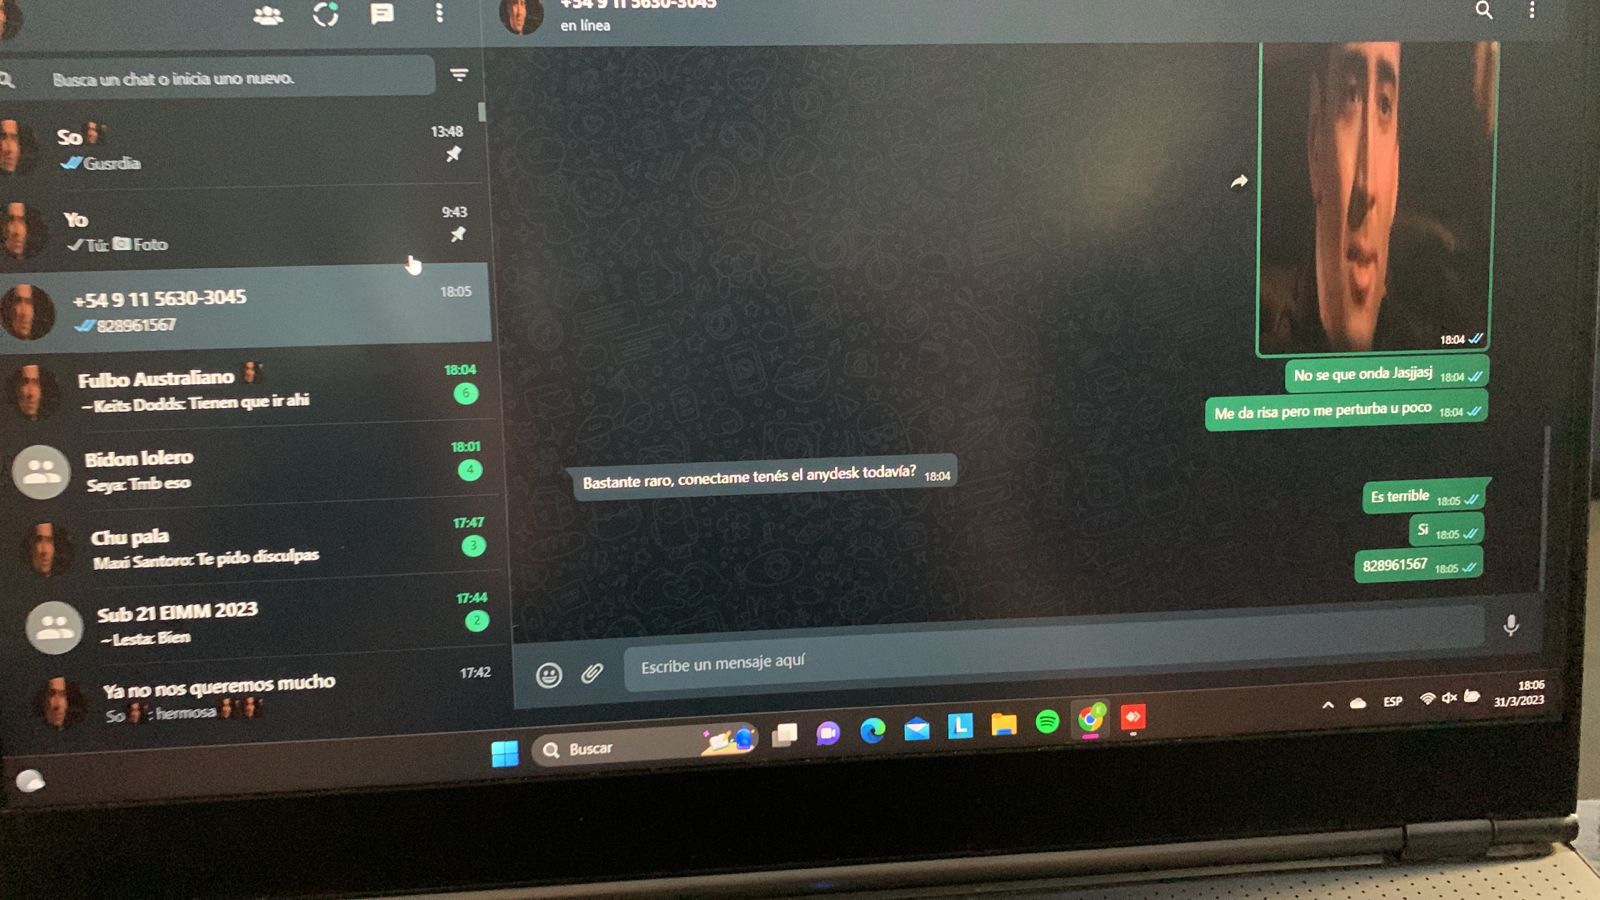 +54 9 11 5630-3045
en línea
Busca un chat o inicia uno nuevo.
So
13:48
Gusrdia
Yo
9:43
Tú: Foto
+54 9 11 5630-3045
18:05
828961567
Fulbo Australiano
18:04
~Keits Dodds: Tienen que ir ahi
6
Bidon lolero
18:01
Seya: Tmb eso
4
Chu pala
17:47
Maxi Santoro: Te pido disculpas
3
Sub 21 EIMM 2023
17:44
~Lesta: Bien
2
Ya no nos queremos mucho
17:42
So : hermosa
18:04
No se que onda Jasjjasj 18:04
Me da risa pero me perturba u poco 18:04
Bastante raro, conectame tenés el anydesk todavía? 18:04
Es terrible 18:05
Si 18:05
828961567 18:05
Escribe un mensaje aquí
Buscar
L
E
ESP
18:06
31/3/2023